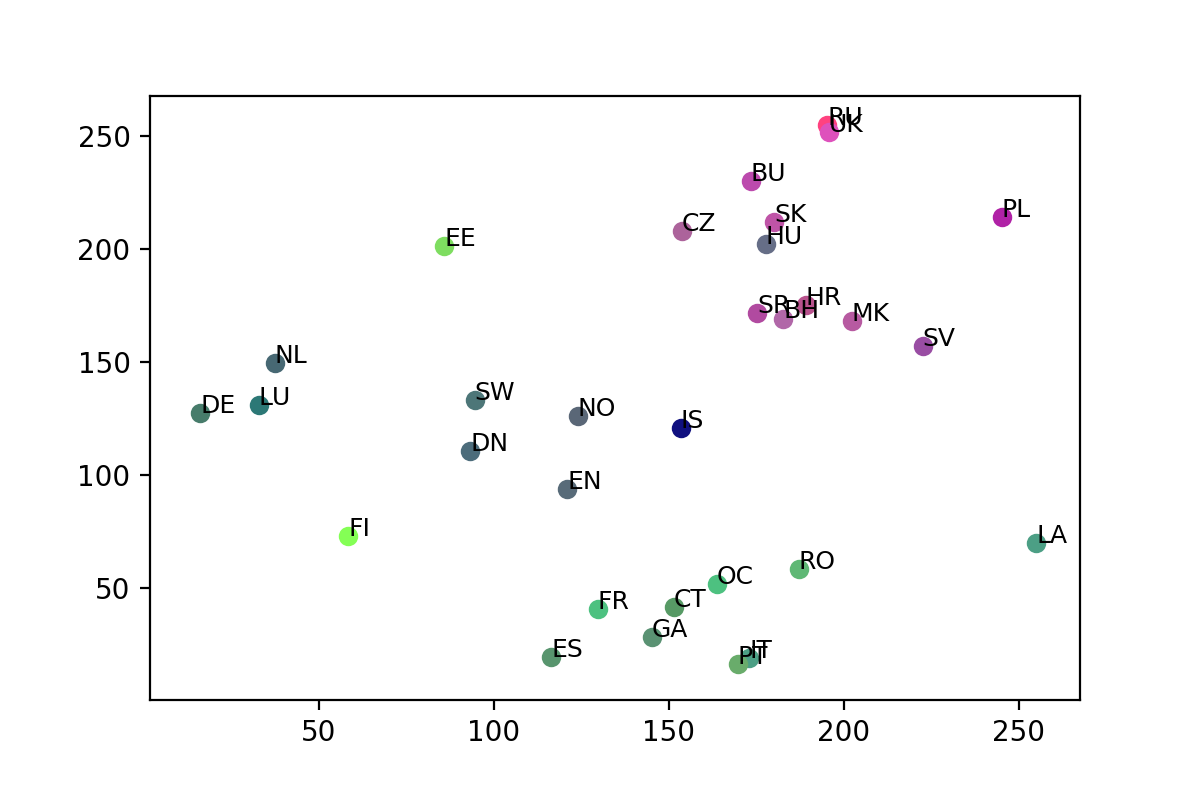 RU
UK
250
BU
PL
SK
CZ
HU
EE
200
HR
SR
BH
MK
SV
NL
150
LU
DE
SW
NO
IS
DN
EN
100
FI
LA
RO
OC
50
FR
CT
GA
ES
IT
PT
50
100
150
200
250